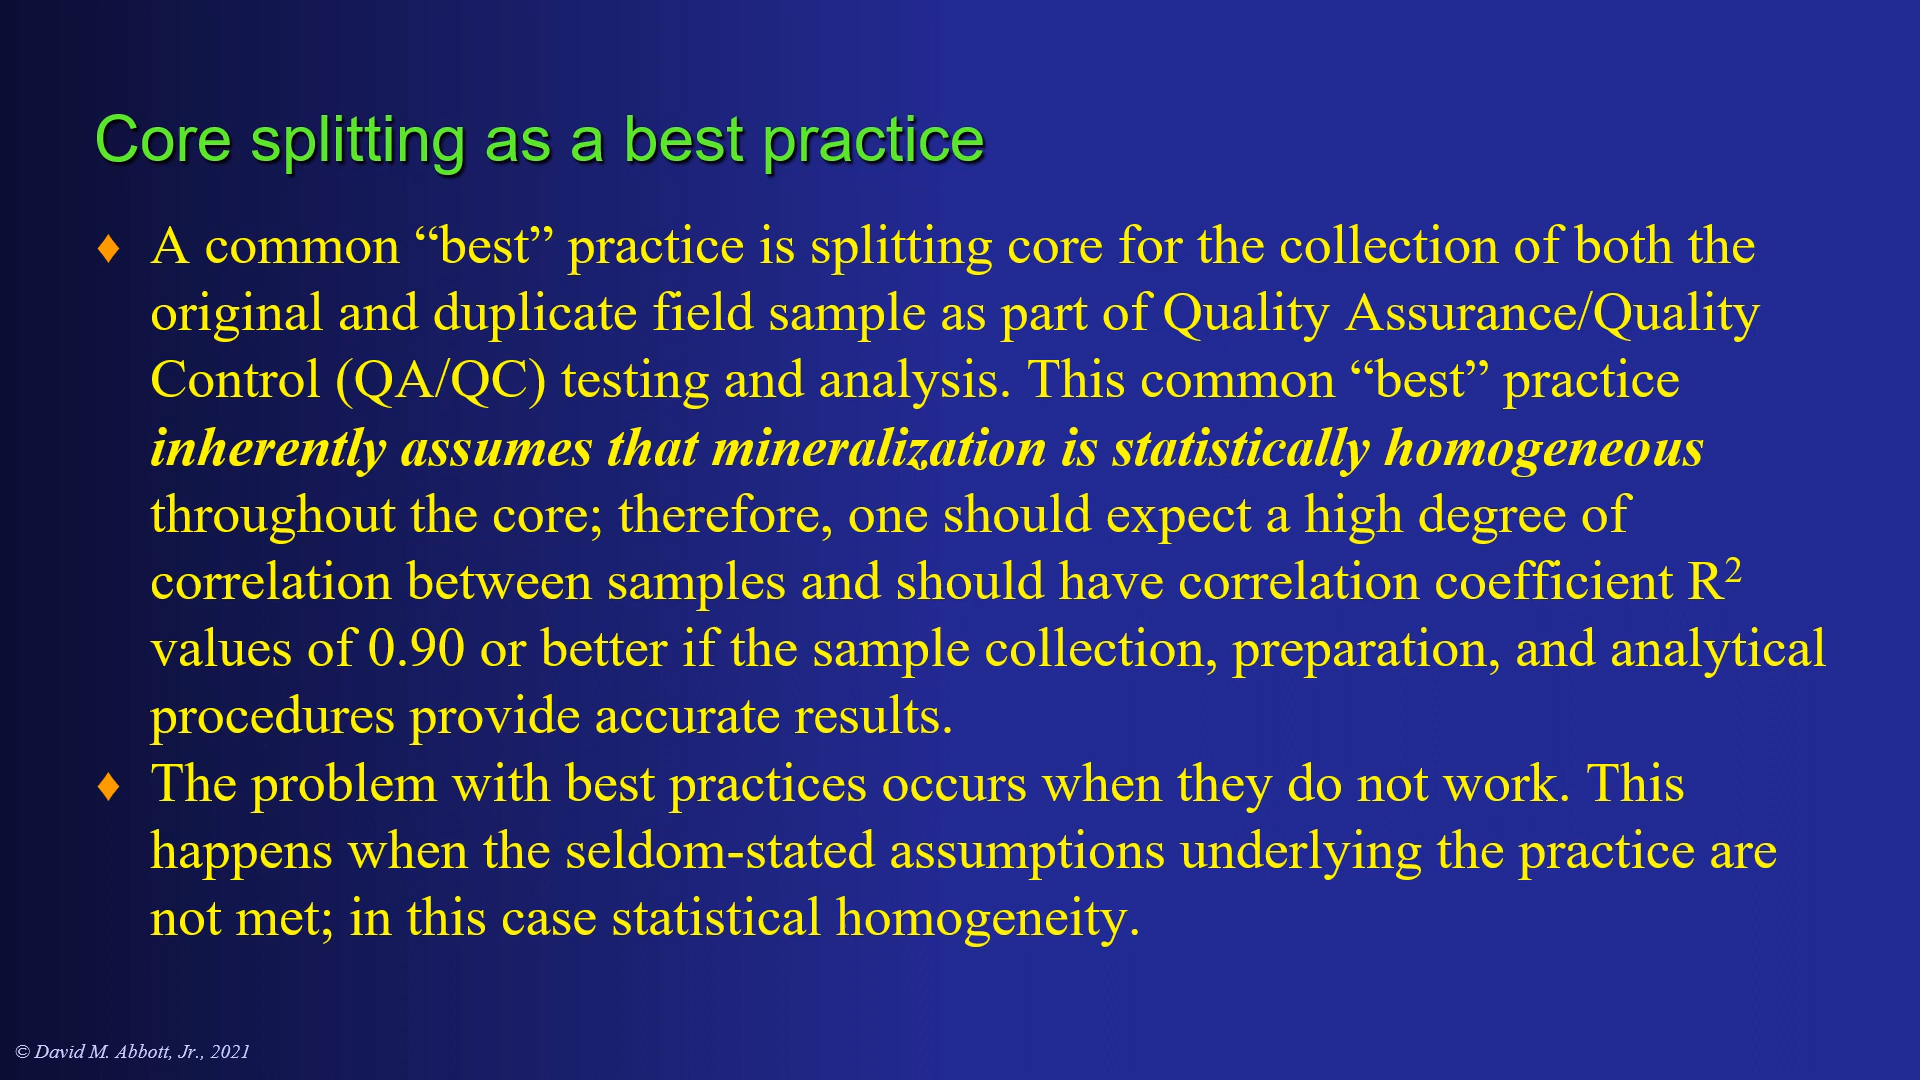 Core splitting as a best practice
♦ A common “best” practice is splitting core for the collection of both the
original and duplicate field sample as part of Quality Assurance/Quality
Control (QA/QC) testing and analysis. This common “best” practice
inherently assumes that mineralization is statistically homogeneous
throughout the core; therefore, one should expect a high degree of
correlation between samples and should have correlation coefficient R²
values of 0.90 or better if the sample collection, preparation, and analytical
procedures provide accurate results.
♦ The problem with best practices occurs when they do not work. This
happens when the seldom-stated assumptions underlying the practice are
not met; in this case statistical homogeneity.
© David M. Abbott, Jr., 2021